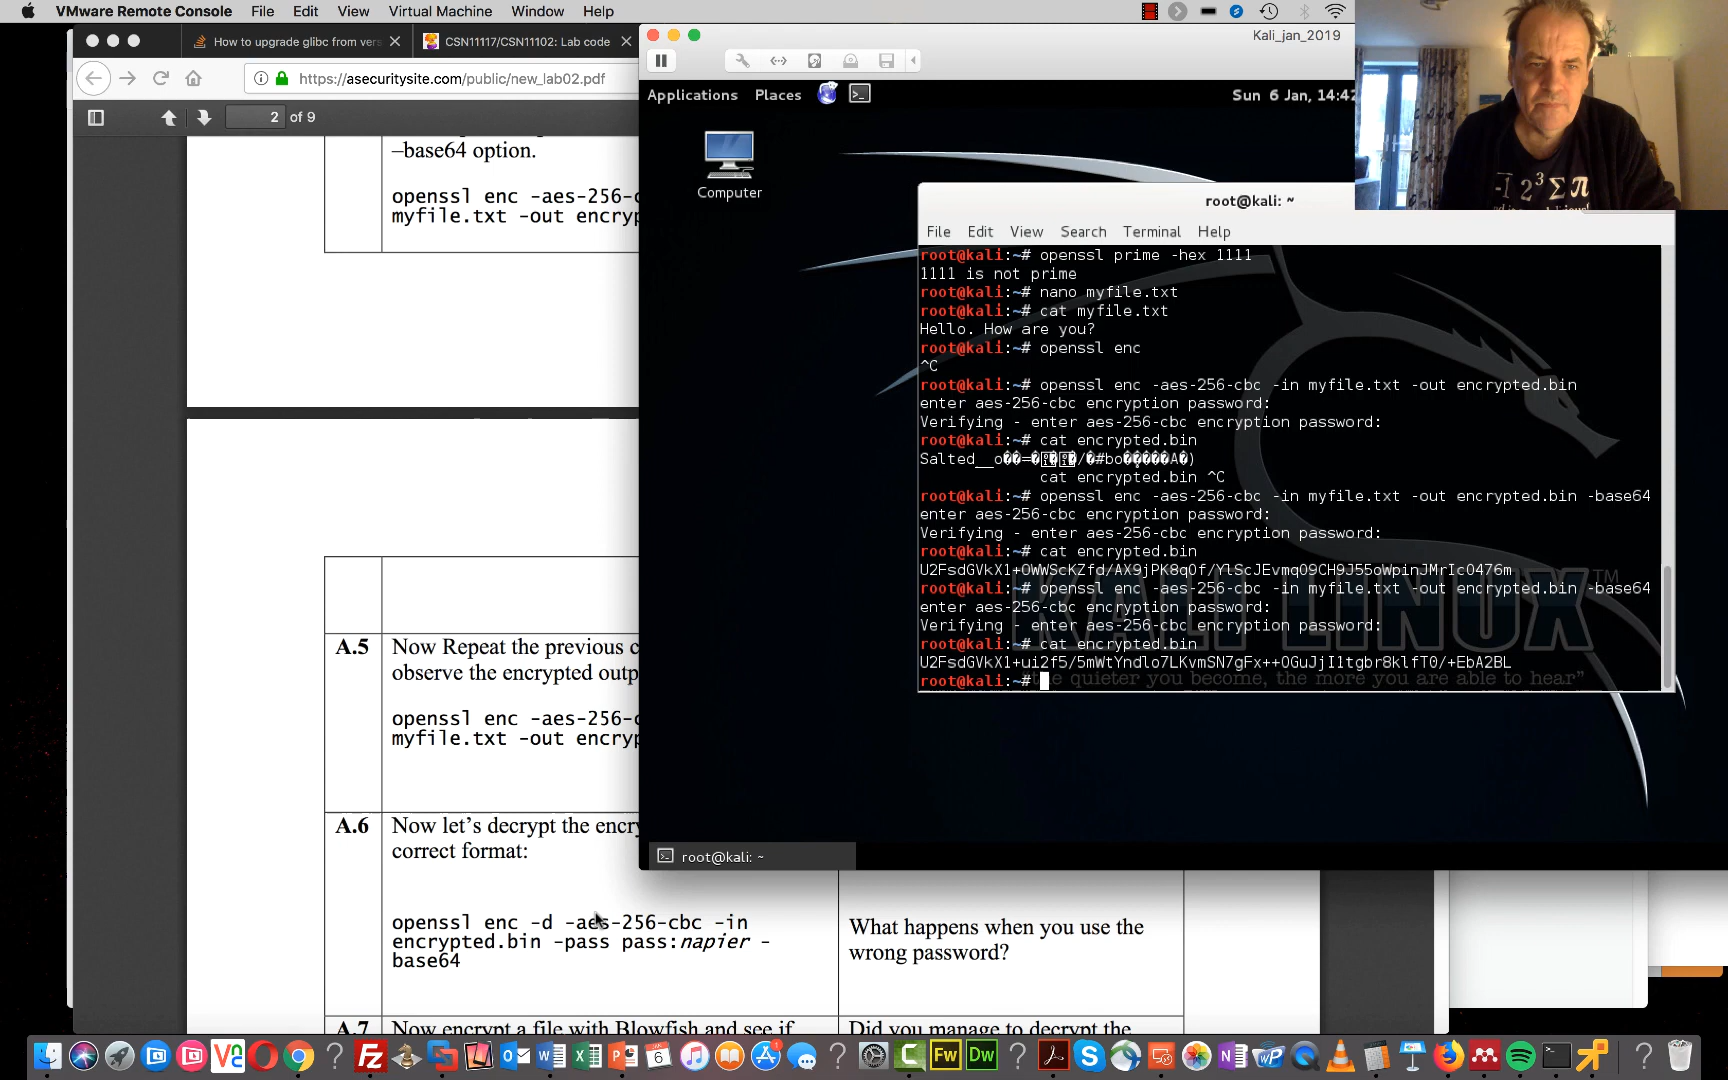 VMware Remote Console File Edit View Virtual Machine Window Help
How to upgrade glibc from vers
CSN11117/CSN11102: Lab code
https://asecuritysite.com/public/new_lab02.pdf
2 of 9
–base64 option.
openssl enc -aes-256-c
myfile.txt -out encryp
A.5 Now Repeat the previous c
observe the encrypted outp
openssl enc -aes-256-c
myfile.txt -out encryp
A.6 Now let's decrypt the encry
correct format:
openssl enc -d -aes-256-cbc -in
encrypted.bin -pass pass:napier -
base64
What happens when you use the
wrong password?
A.7 Now encrypt a file with Blowfish and see if
Did you manage to decrypt the
Kali_jan_2019
Applications Places
Sun 6 Jan, 14:42
Computer
root@kali: ~
File Edit View Search Terminal Help
root@kali:~# openssl prime -hex 1111
1111 is not prime
root@kali:~# nano myfile.txt
root@kali:~# cat myfile.txt
Hello. How are you?
root@kali:~# openssl enc
^C
root@kali:~# openssl enc -aes-256-cbc -in myfile.txt -out encrypted.bin
enter aes-256-cbc encryption password:
Verifying - enter aes-256-cbc encryption password:
root@kali:~# cat encrypted.bin
Salted__o��=�
cat encrypted.bin ^C
root@kali:~# openssl enc -aes-256-cbc -in myfile.txt -out encrypted.bin -base64
enter aes-256-cbc encryption password:
Verifying - enter aes-256-cbc encryption password:
root@kali:~# cat encrypted.bin
U2FsdGVkX1+OWWScKZfd/AX9jPK8qOf/YlScJEvmqO9CH9J55oWpinJMrIcO476m
root@kali:~# openssl enc -aes-256-cbc -in myfile.txt -out encrypted.bin -base64
enter aes-256-cbc encryption password:
Verifying - enter aes-256-cbc encryption password:
root@kali:~# cat encrypted.bin
U2FsdGVkX1+ui2f5/5mWtYndlo7LKvmSN7gFx++OGuJjI1tgbr8klfT0/+EbA2BL
root@kali:~#
KALI LINUX™
the quieter you become, the more you are able to hear"
root@kali: ~
-1 2³ Σ π